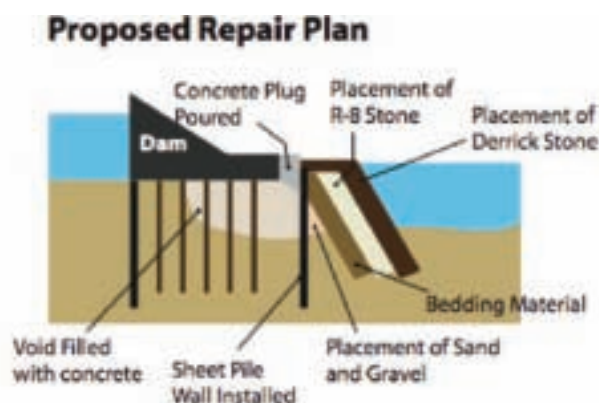 Proposed Repair Plan
Concrete Plug
Poured
Placement of
R-8 Stone
Placement of
Derrick Stone
Dam
Bedding Material
Void Filled
with concrete
Sheet Pile
Wall Installed
Placement of Sand
and Gravel